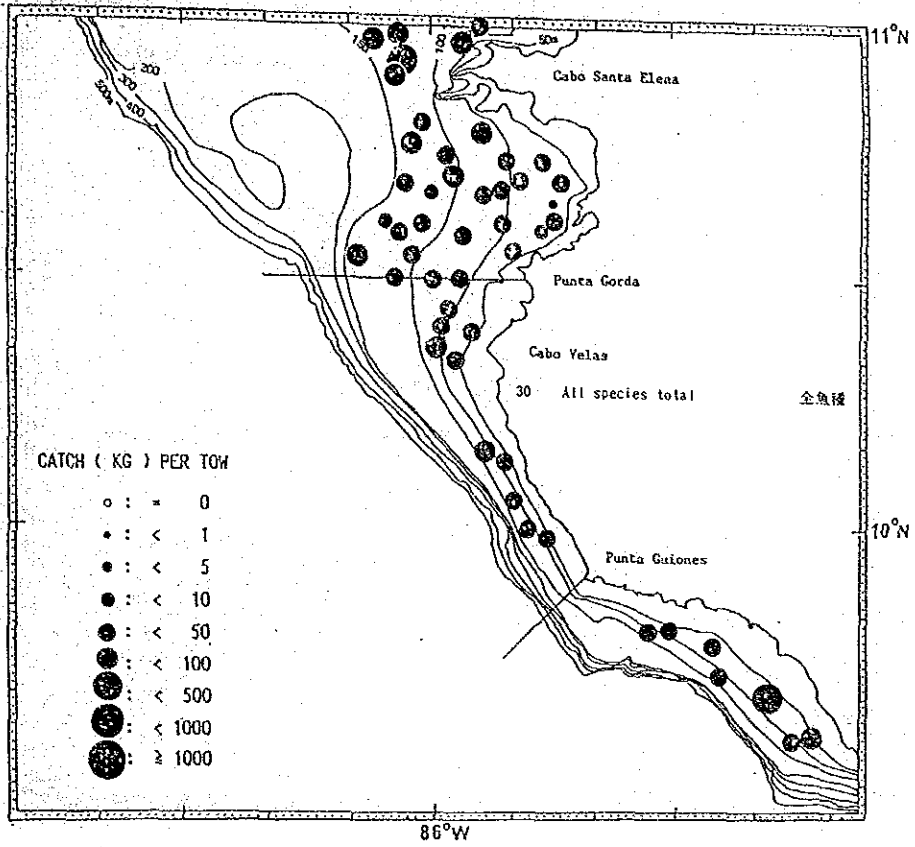 11°N
50m
100
200
300
400
500m
Cabo Santa Elena
Punta Gorda
Cabo Velas
30 All species total 全魚種
CATCH ( KG ) PER TOW
: = 0
: < 1
: < 5
: < 10
: < 50
: < 100
: < 500
: < 1000
: ≥ 1000
10°N
Punta Guiones
86°W